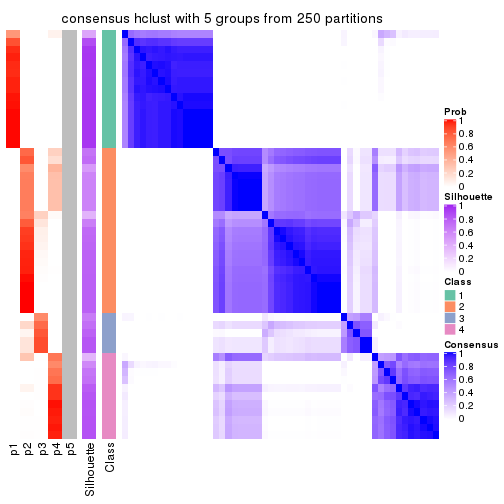 consensus hclust with 5 groups from 250 partitions
Prob
1
0.8
0.6
0.4
0.2
0
Silhouette
1
0.8
0.6
0.4
0.2
0
Class
1
2
3
4
Consensus
1
0.8
0.6
0.4
0.2
0
p1
p2
p3
p4
p5
Silhouette
Class